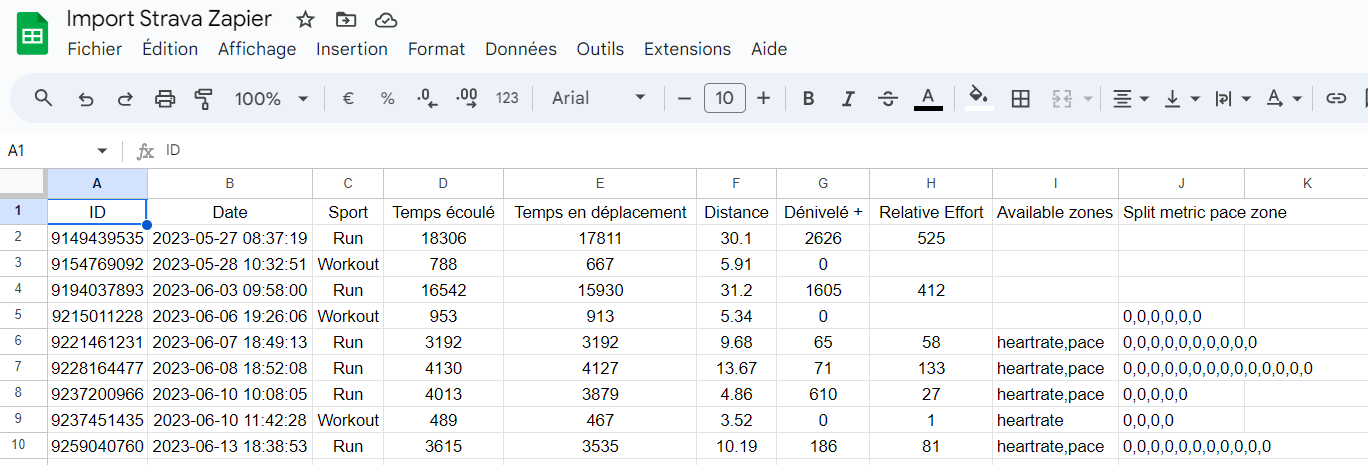 Import Strava Zapier
Fichier Édition Affichage Insertion Format Données Outils Extensions Aide
100% € % .0 .00 123 Arial 10 B I S A A
A1 fx ID
A B C D E F G H I J K
1 ID Date Sport Temps écoulé Temps en déplacement Distance Dénivelé + Relative Effort Available zones Split metric pace zone
2 9149439535 2023-05-27 08:37:19 Run 18306 17811 30.1 2626 525
3 9154769092 2023-05-28 10:32:51 Workout 788 667 5.91 0
4 9194037893 2023-06-03 09:58:00 Run 16542 15930 31.2 1605 412
5 9215011228 2023-06-06 19:26:06 Workout 953 913 5.34 0 0,0,0,0,0,0
6 9221461231 2023-06-07 18:49:13 Run 3192 3192 9.68 65 58 heartrate,pace 0,0,0,0,0,0,0,0,0,0
7 9228164477 2023-06-08 18:52:08 Run 4130 4127 13.67 71 133 heartrate,pace 0,0,0,0,0,0,0,0,0,0,0,0,0,0
8 9237200966 2023-06-10 10:08:05 Run 4013 3879 4.86 610 27 heartrate,pace 0,0,0,0,0
9 9237451435 2023-06-10 11:42:28 Workout 489 467 3.52 0 1 heartrate 0,0,0,0
10 9259040760 2023-06-13 18:38:53 Run 3615 3535 10.19 186 81 heartrate,pace 0,0,0,0,0,0,0,0,0,0,0